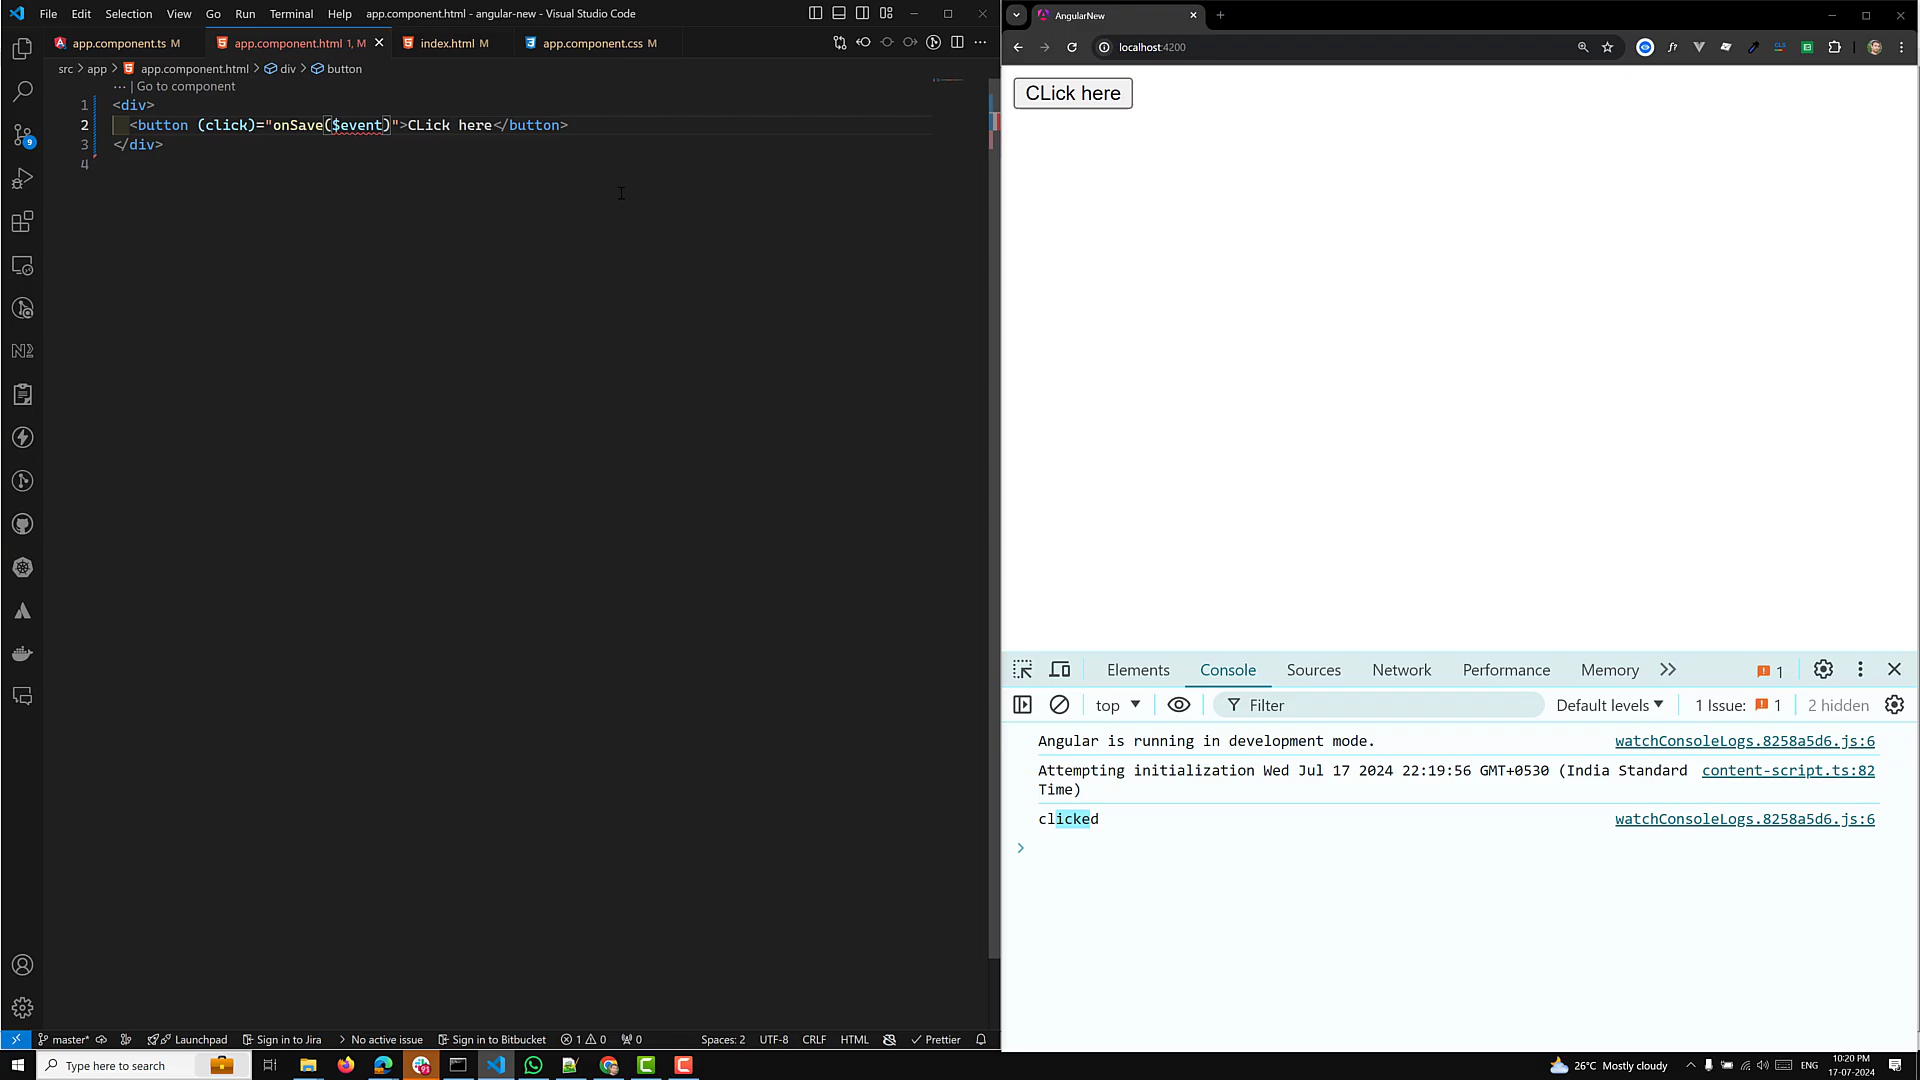 File Edit Selection View Go Run Terminal Help app.component.html - angular-new - Visual Studio Code
app.component.ts M app.component.html 1, M index.html M app.component.css M
src > app > app.component.html > div > button
... | Go to component
1 <div>
2 <button (click)="onSave($event)">CLick here</button>
3 </div>
4
9
master* Launchpad Sign in to Jira No active issue Sign in to Bitbucket 1 0 0 Spaces: 2 UTF-8 CRLF HTML Prettier
AngularNew
localhost:4200
CLick here
Elements Console Sources Network Performance Memory 1
top Filter Default levels 1 Issue: 1 2 hidden
Angular is running in development mode. watchConsoleLogs.8258a5d6.js:6
Attempting initialization Wed Jul 17 2024 22:19:56 GMT+0530 (India Standard content-script.ts:82
Time)
clicked watchConsoleLogs.8258a5d6.js:6
>
Type here to search 26°C Mostly cloudy ENG 10:20 PM
17-07-2024